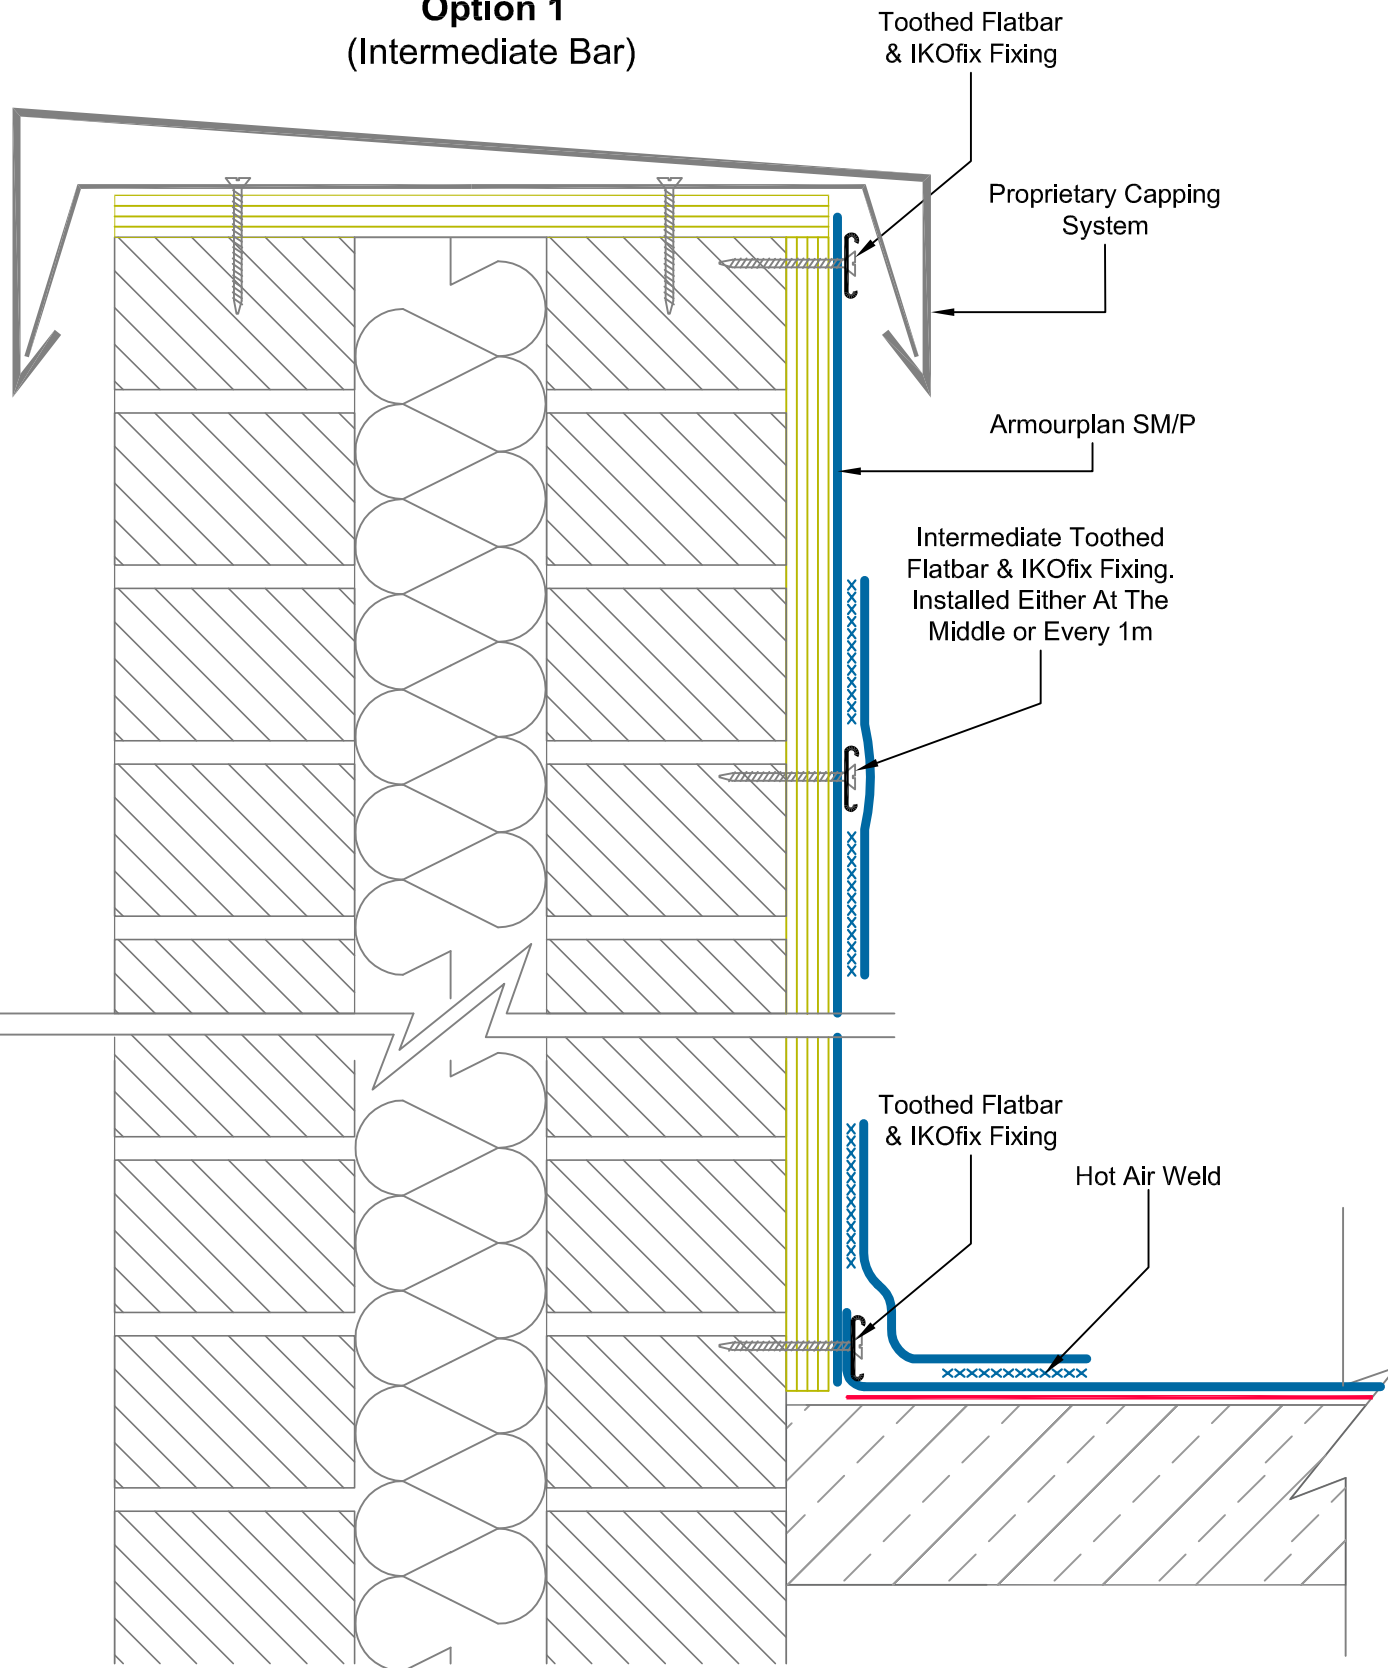 Option 1
(Intermediate Bar)
Toothed Flatbar
& IKOfix Fixing
Proprietary Capping
System
Armourplan SM/P
Intermediate Toothed
Flatbar & IKOfix Fixing.
Installed Either At The
Middle or Every 1m
Toothed Flatbar
& IKOfix Fixing
Hot Air Weld